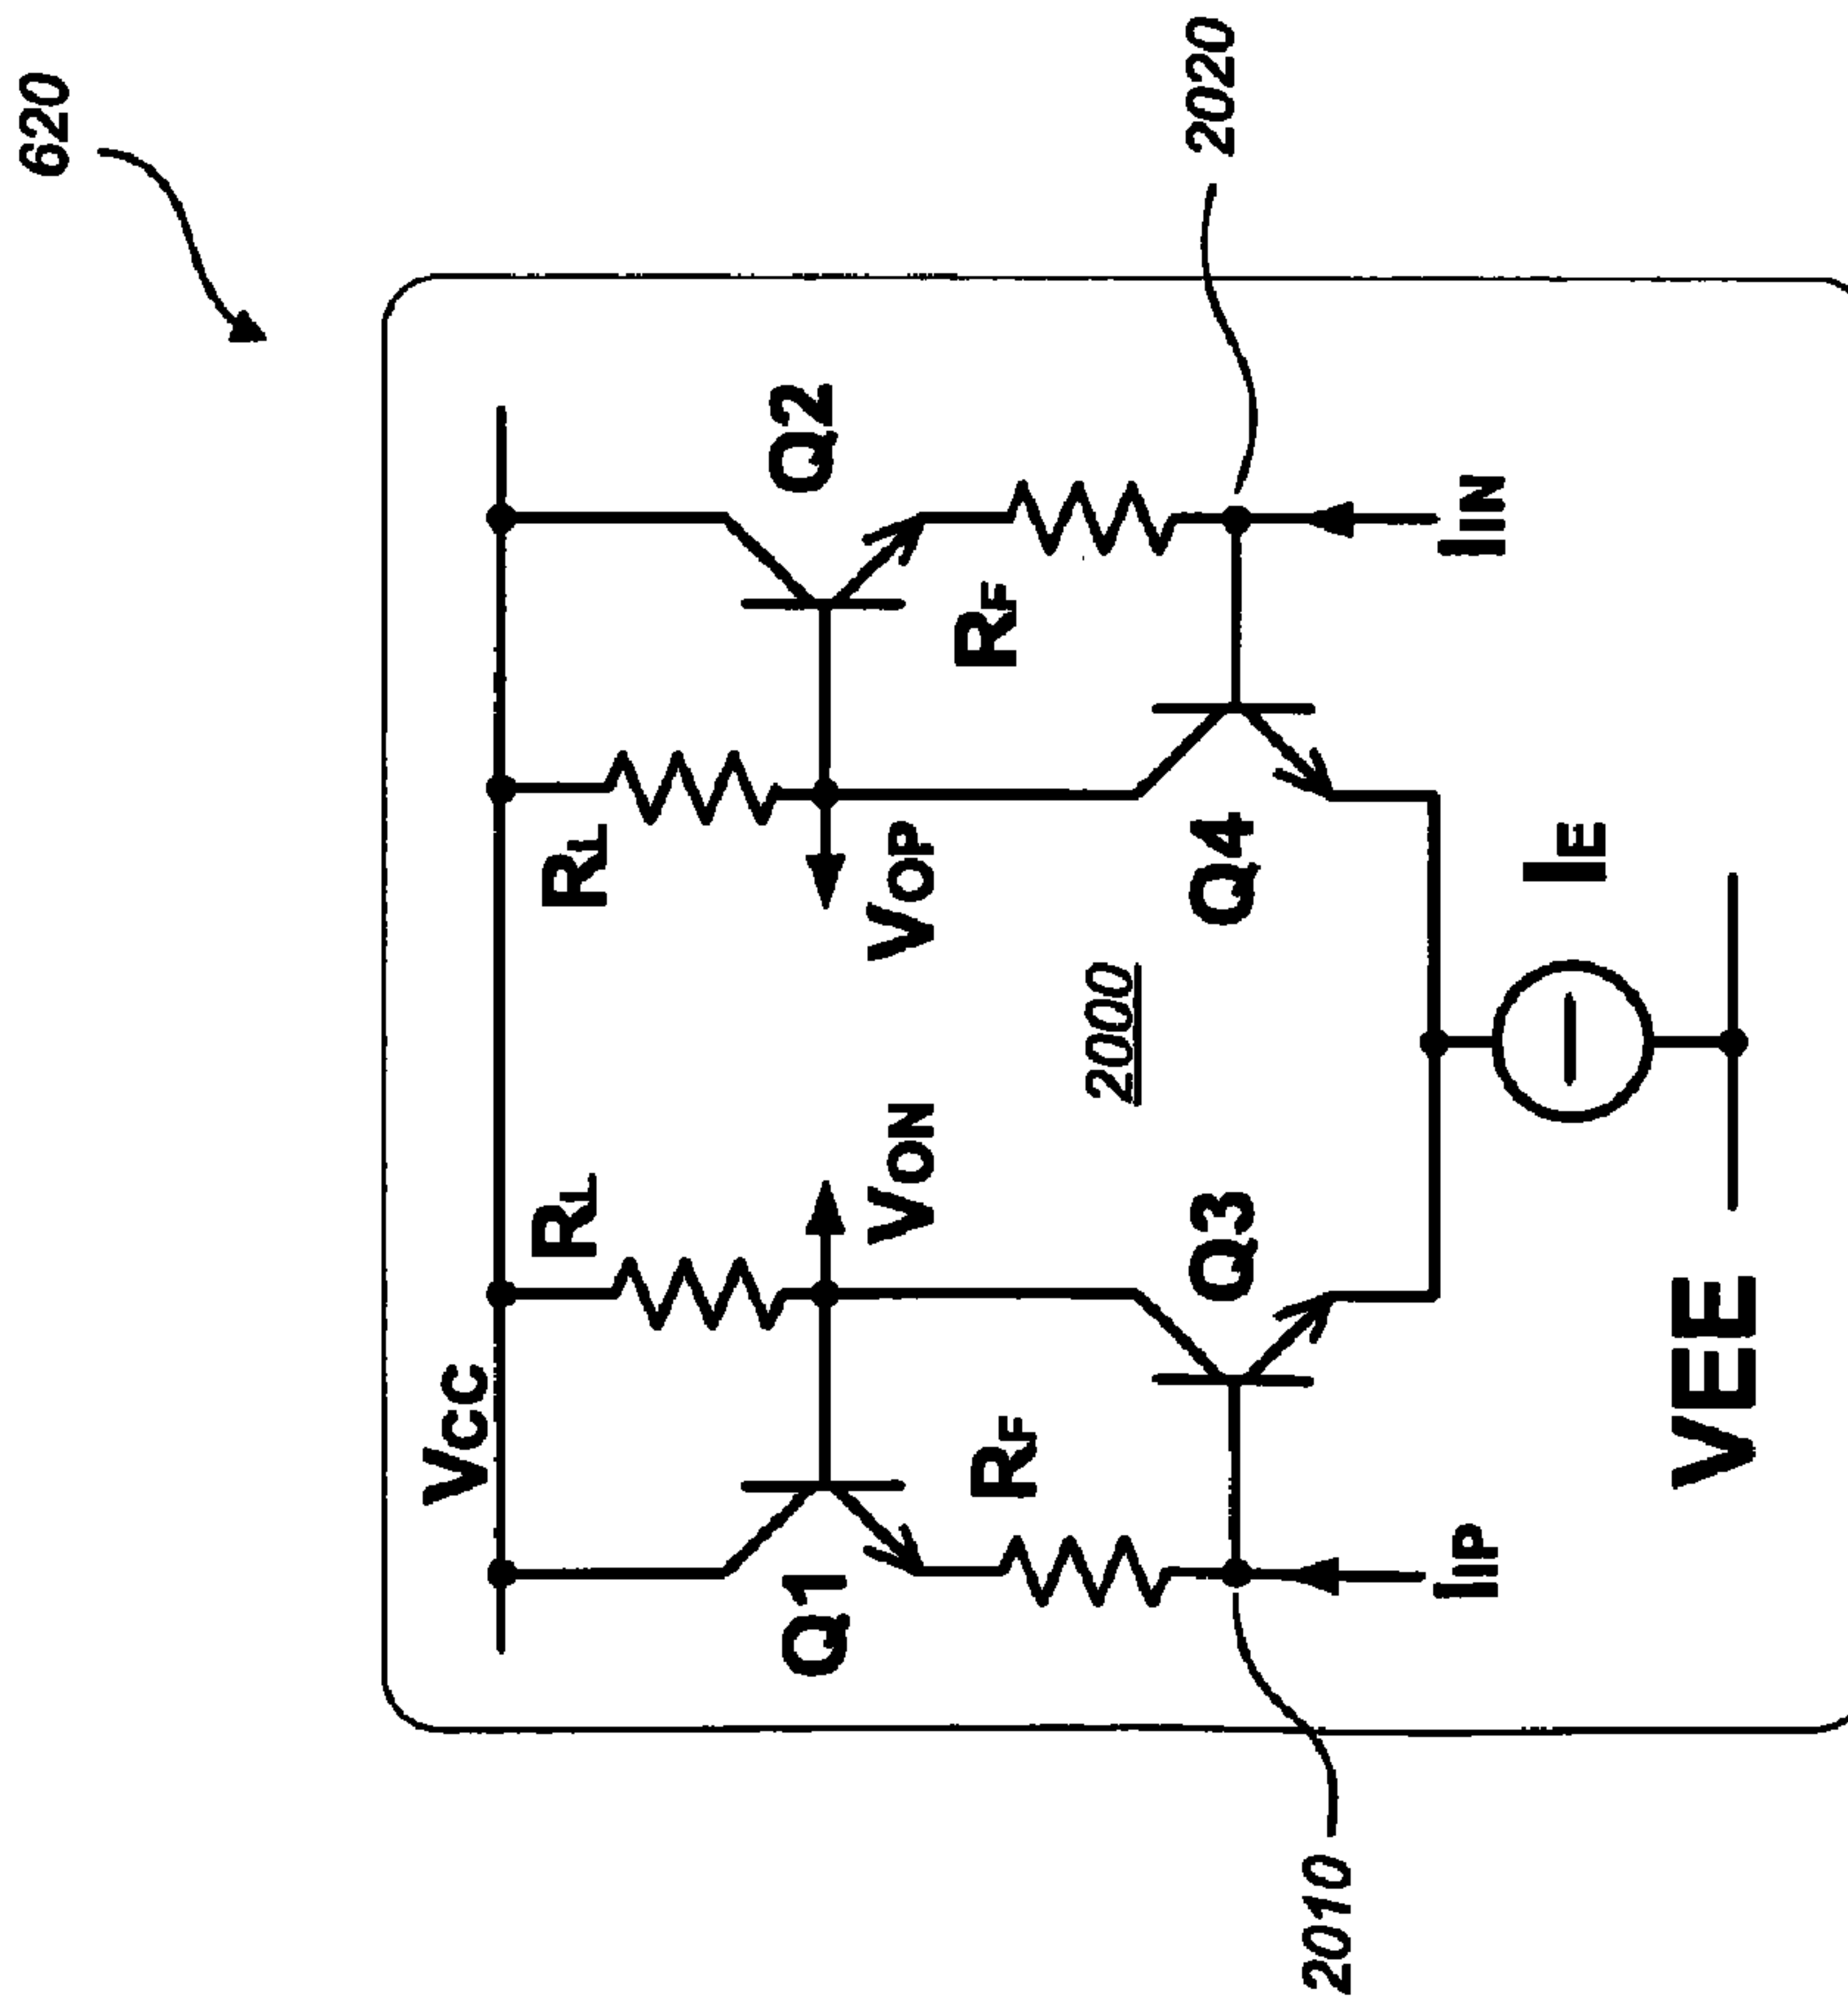 620
VCC
RL
RL
Q1
Q2
VON
VOP
RF
RF
2000
Q3
Q4
2010
2020
IIP
IIN
IE
VEE